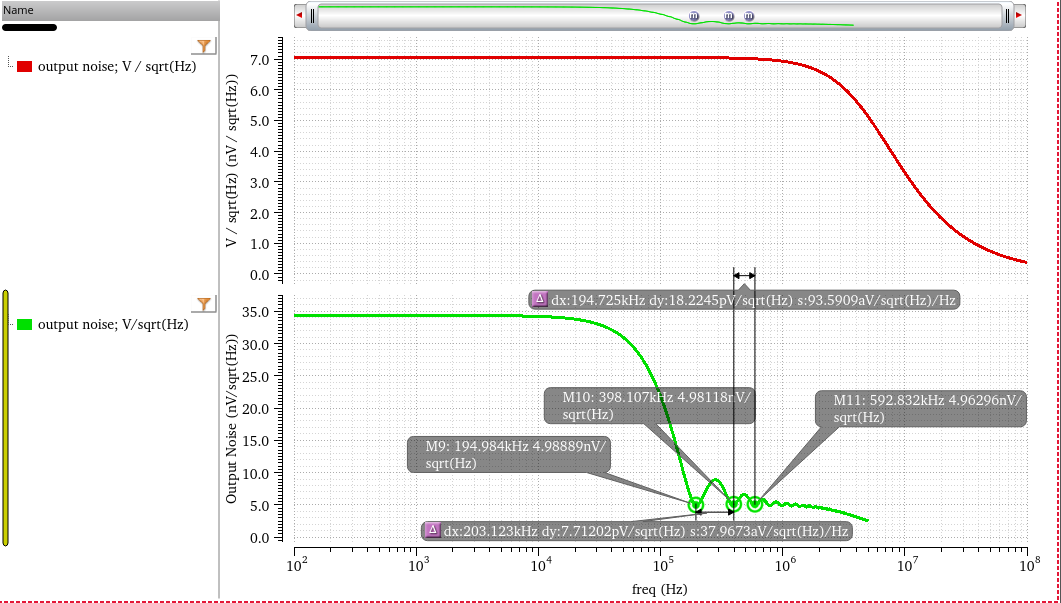 Name
output noise; V / sqrt(Hz)
V / sqrt(Hz) (nV / sqrt(Hz))
7.0
6.0
5.0
4.0
3.0
2.0
1.0
0.0
m m m
Δ dx:194.725kHz dy:18.2245pV/sqrt(Hz) s:93.5909aV/sqrt(Hz)/Hz
output noise; V/sqrt(Hz)
Output Noise (nV/sqrt(Hz))
35.0
30.0
25.0
20.0
15.0
10.0
5.0
0.0
M10: 398.107kHz 4.98118nV/
sqrt(Hz)
M11: 592.832kHz 4.96296nV/
sqrt(Hz)
M9: 194.984kHz 4.98889nV/
sqrt(Hz)
Δ dx:203.123kHz dy:7.71202pV/sqrt(Hz) s:37.9673aV/sqrt(Hz)/Hz
10² 10³ 10⁴ 10⁵ 10⁶ 10⁷ 10⁸
freq (Hz)